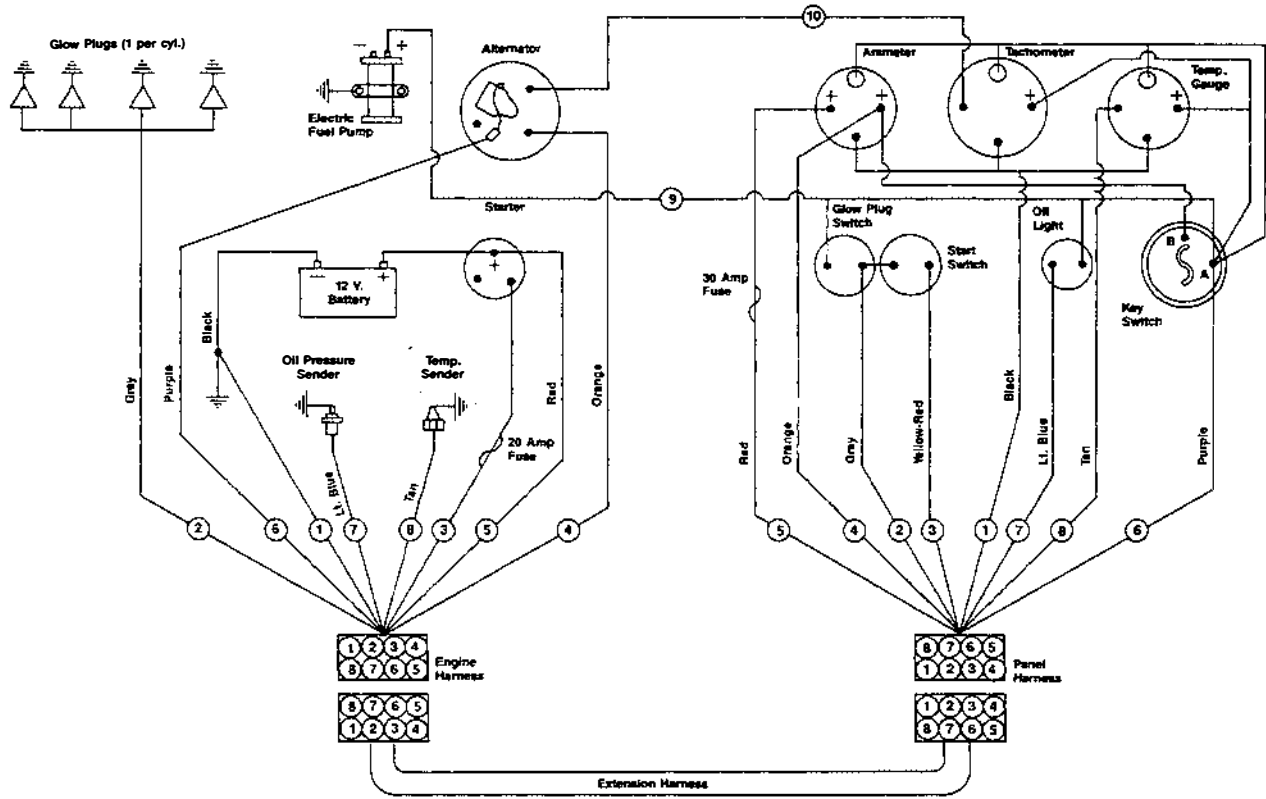 10
Glow Plugs (1 per cyl.)
Alternator
Ammeter
Tachometer
Temp.
Gauge
Electric
Fuel Pump
− +
+ +
+
+
9
Starter
Glow Plug
Switch
Start
Switch
Oil
Light
B
A
Key
Switch
12 V.
Battery
− +
+
30 Amp
Fuse
Black
Oil Pressure
Sender
Temp.
Sender
Gray
Purple
Red
Orange
20 Amp
Fuse
Lt. Blue
Tan
Red
Orange
Gray
Yellow-Red
Black
Lt. Blue
Tan
Purple
2 6 1 7 8 3 5 4
5 4 2 3 1 7 8 6
1 2 3 4
8 7 6 5
Engine
Harness
8 7 6 5
1 2 3 4
8 7 6 5
1 2 3 4
Panel
Harness
1 2 3 4
8 7 6 5
Extension Harness